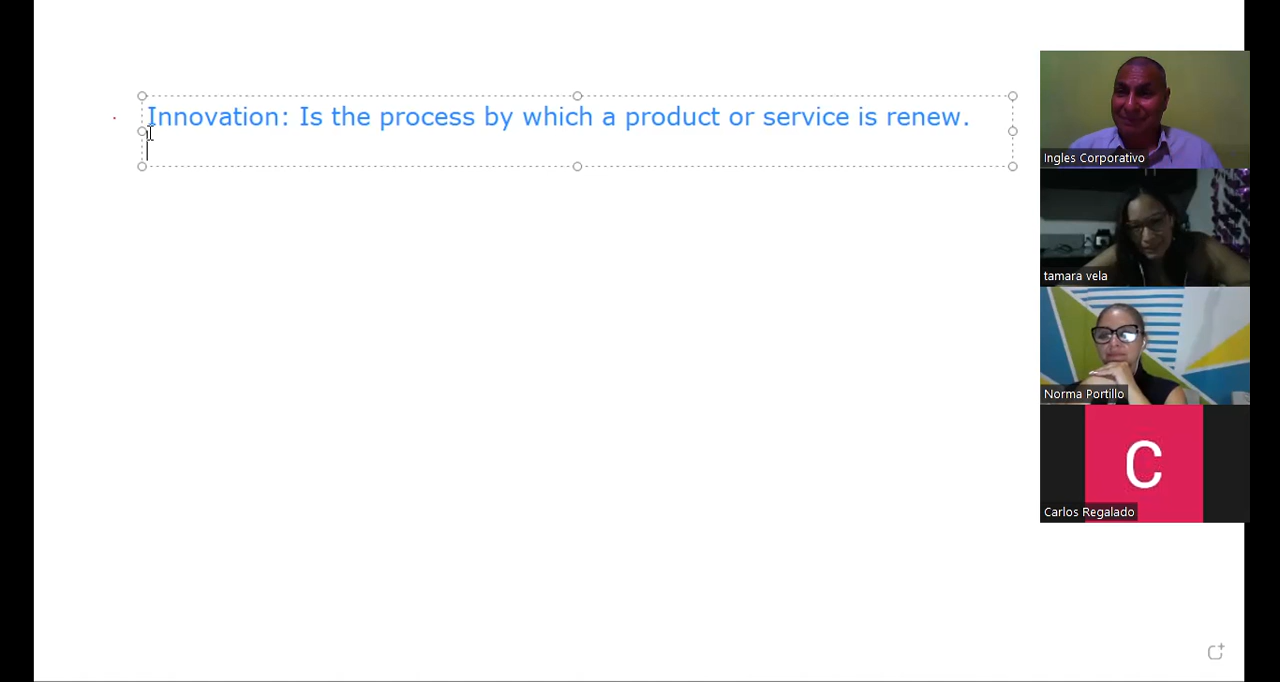 Innovation: Is the process by which a product or service is renew.
Ingles Corporativo
tamara vela
Norma Portillo
C
Carlos Regalado